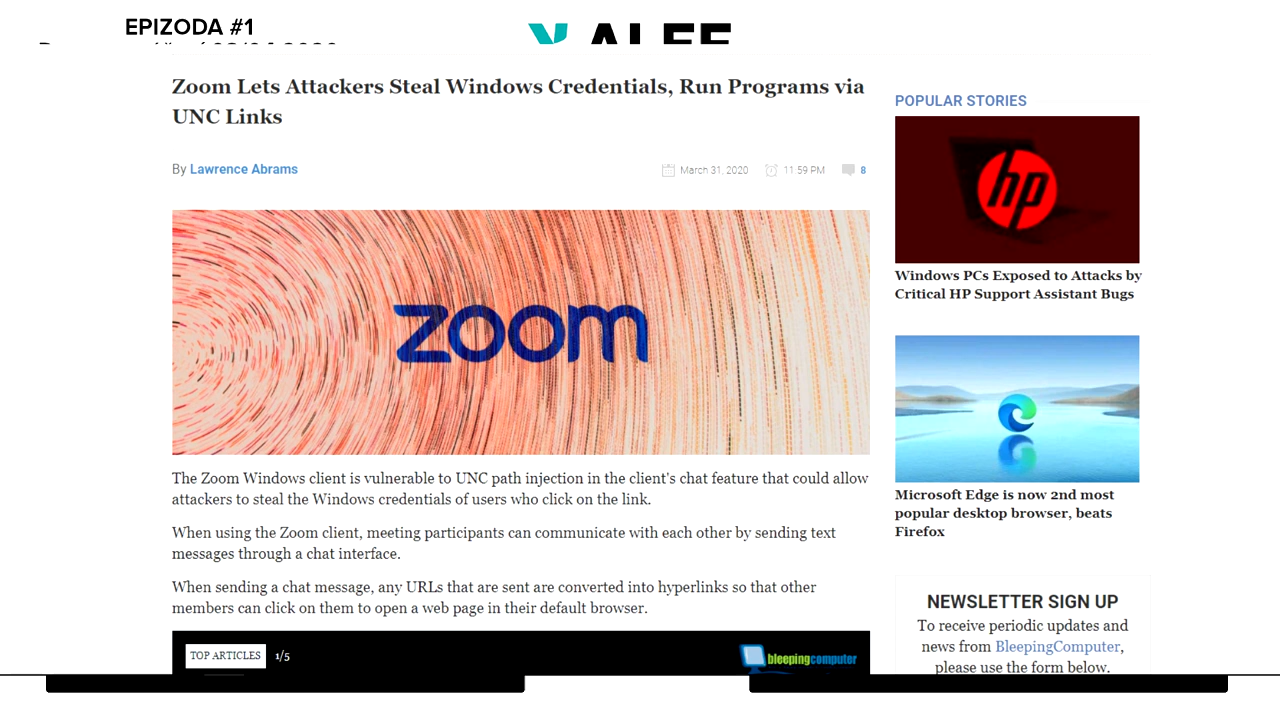 EPIZODA #1
Zoom Lets Attackers Steal Windows Credentials, Run Programs via
UNC Links
By Lawrence Abrams
March 31, 2020
11:59 PM
8
zoom
The Zoom Windows client is vulnerable to UNC path injection in the client's chat feature that could allow
attackers to steal the Windows credentials of users who click on the link.
When using the Zoom client, meeting participants can communicate with each other by sending text
messages through a chat interface.
When sending a chat message, any URLs that are sent are converted into hyperlinks so that other
members can click on them to open a web page in their default browser.
TOP ARTICLES
1/5
bleepingcomputer
POPULAR STORIES
hp
Windows PCs Exposed to Attacks by
Critical HP Support Assistant Bugs
Microsoft Edge is now 2nd most
popular desktop browser, beats
Firefox
NEWSLETTER SIGN UP
To receive periodic updates and
news from BleepingComputer,
please use the form below.